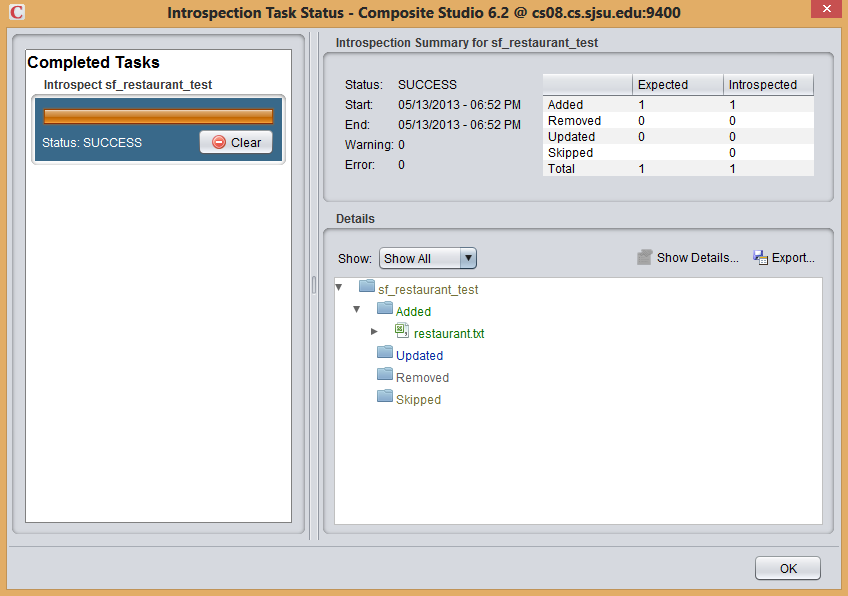 C Introspection Task Status - Composite Studio 6.2 @ cs08.cs.sjsu.edu:9400
Completed Tasks
Introspect sf_restaurant_test
Status: SUCCESS Clear
Introspection Summary for sf_restaurant_test
Status: SUCCESS
Start: 05/13/2013 - 06:52 PM
End: 05/13/2013 - 06:52 PM
Warning: 0
Error: 0
Expected Introspected
Added 1 1
Removed 0 0
Updated 0 0
Skipped 0
Total 1 1
Details
Show: Show All Show Details... Export...
sf_restaurant_test
Added
restaurant.txt
Updated
Removed
Skipped
OK